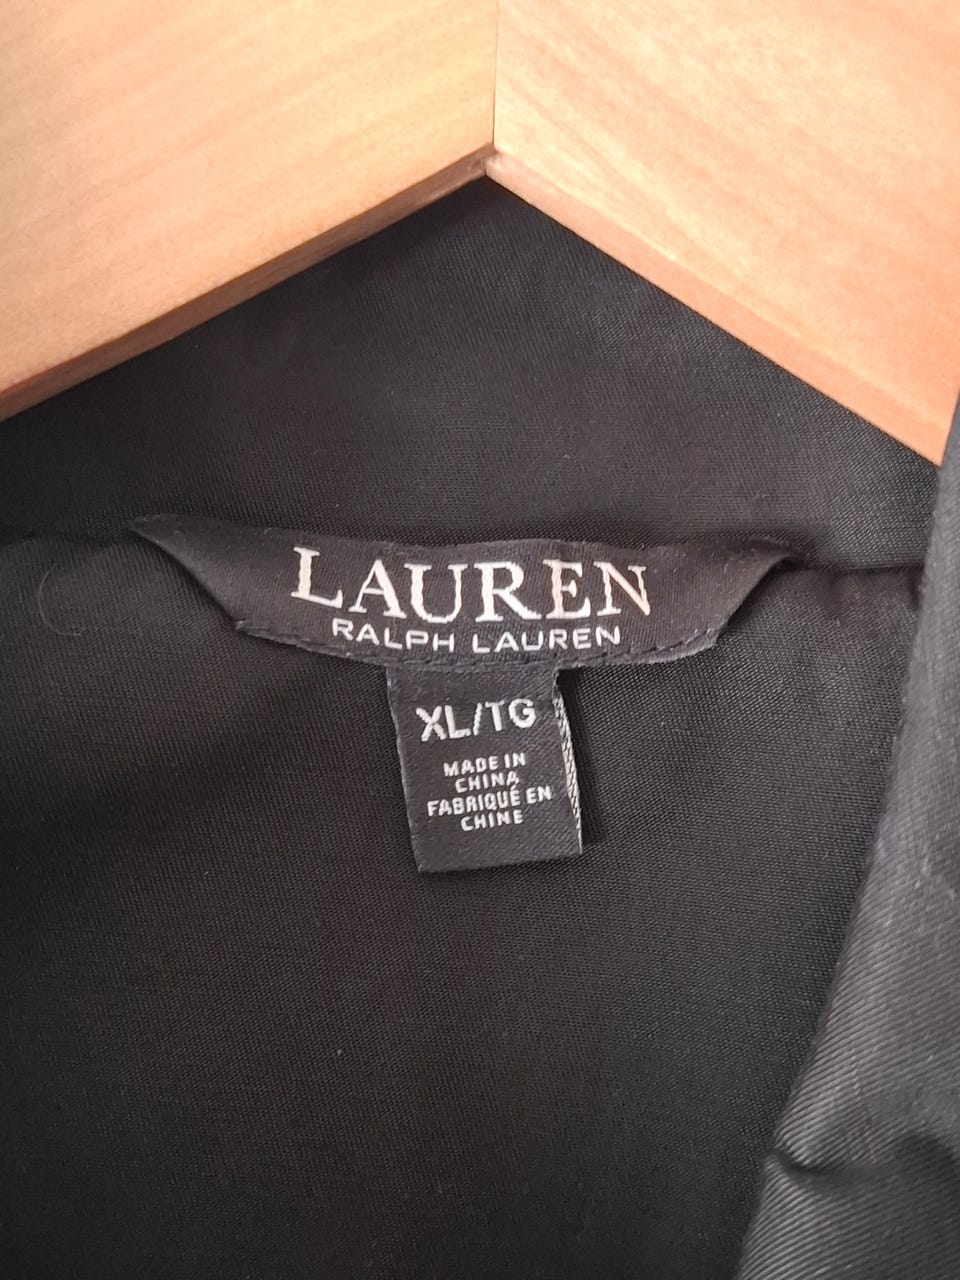 LAUREN
RALPH LAUREN
XL/TG
MADE IN
CHINA
FABRIQUÉ EN
CHINE